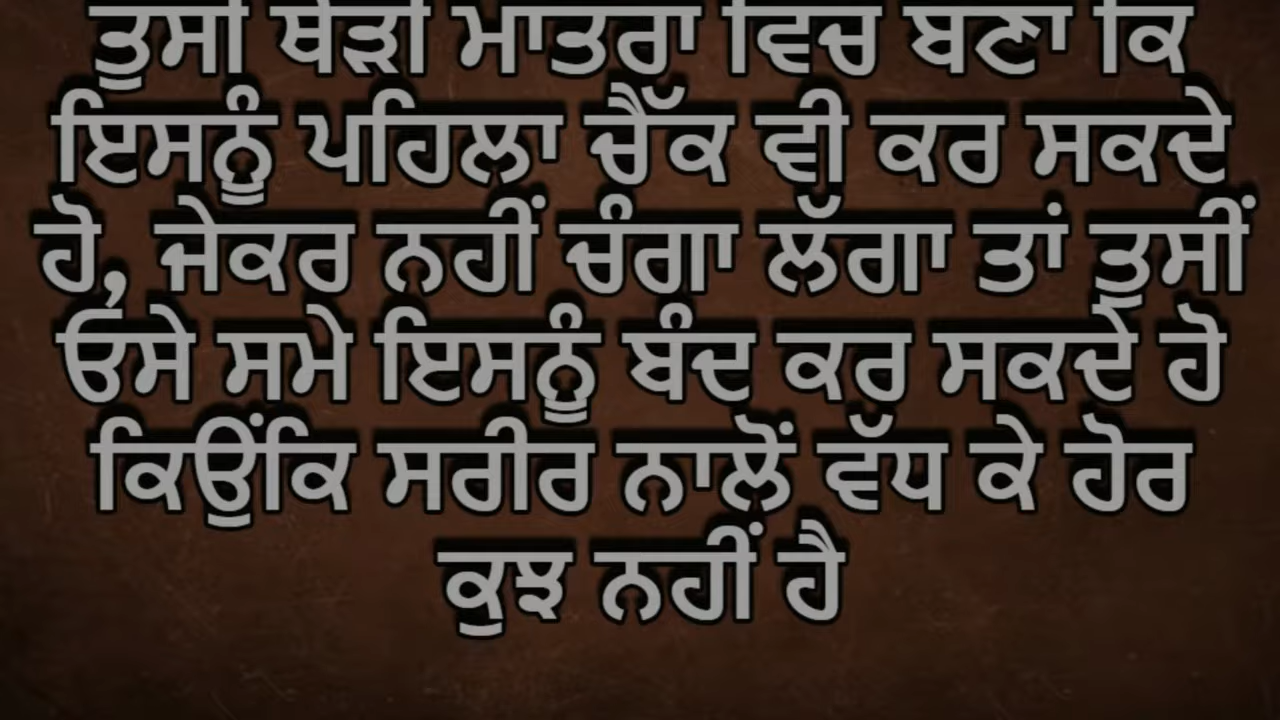 ਤੁਸੀ ਥੋੜੀ ਮਾਤਰਾ ਵਿਚ ਬਣਾ ਕਿ
ਇਸਨੂੰ ਪਹਿਲਾ ਚੈੱਕ ਵੀ ਕਰ ਸਕਦੇ
ਹੋ, ਜੇਕਰ ਨਹੀਂ ਚੰਗਾ ਲੱਗਾ ਤਾਂ ਤੁਸੀਂ
ਓਸੇ ਸਮੇ ਇਸਨੂੰ ਬੰਦ ਕਰ ਸਕਦੇ ਹੋ
ਕਿਉਂਕਿ ਸਰੀਰ ਨਾਲੋਂ ਵੱਧ ਕੇ ਹੋਰ
ਕੁਝ ਨਹੀਂ ਹੈ